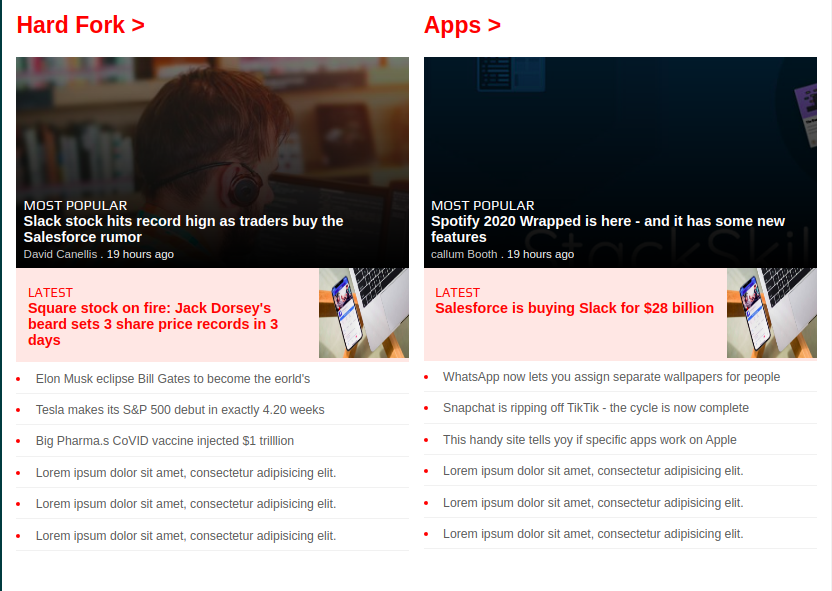 Hard Fork >
MOST POPULAR
Slack stock hits record hign as traders buy the
Salesforce rumor
David Canellis . 19 hours ago
LATEST
Square stock on fire: Jack Dorsey's
beard sets 3 share price records in 3
days
Elon Musk eclipse Bill Gates to become the eorld's
Tesla makes its S&P 500 debut in exactly 4.20 weeks
Big Pharma.s CoVID vaccine injected $1 trilllion
Lorem ipsum dolor sit amet, consectetur adipisicing elit.
Lorem ipsum dolor sit amet, consectetur adipisicing elit.
Lorem ipsum dolor sit amet, consectetur adipisicing elit.
Apps >
StackSkil
MOST POPULAR
Spotify 2020 Wrapped is here - and it has some new
features
callum Booth . 19 hours ago
LATEST
Salesforce is buying Slack for $28 billion
WhatsApp now lets you assign separate wallpapers for people
Snapchat is ripping off TikTik - the cycle is now complete
This handy site tells yoy if specific apps work on Apple
Lorem ipsum dolor sit amet, consectetur adipisicing elit.
Lorem ipsum dolor sit amet, consectetur adipisicing elit.
Lorem ipsum dolor sit amet, consectetur adipisicing elit.